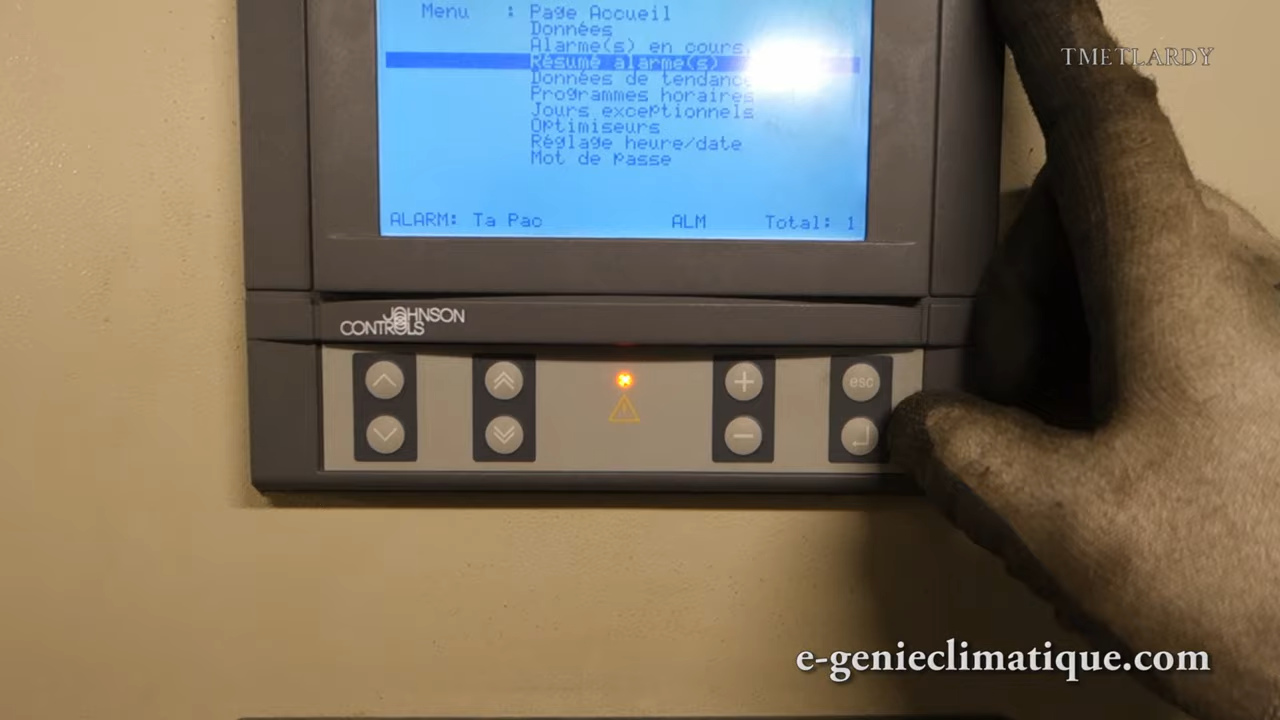 Menu : Page Accueil
Données
Alarme(s) en cours
Résumé alarme(s)
Données de tendance
Programmes horaires
Jours exceptionnels
Optimiseurs
Réglage heure/date
Mot de passe
ALARM: Ta Pac ALM Total: 1
TMETLARDY
JOHNSON
CONTROLS
esc
e-genieclimatique.com